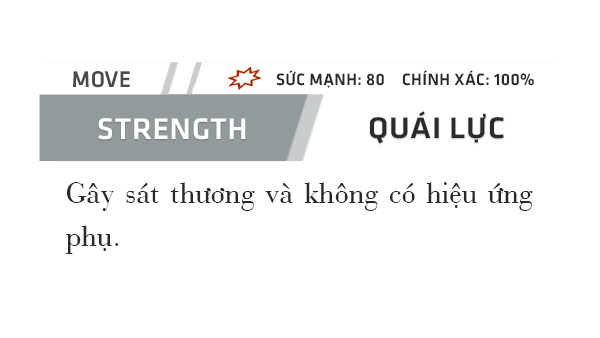 MOVE SỨC MẠNH: 80 CHÍNH XÁC: 100%
STRENGTH QUÁI LỰC
Gây sát thương và không có hiệu ứng
phụ.